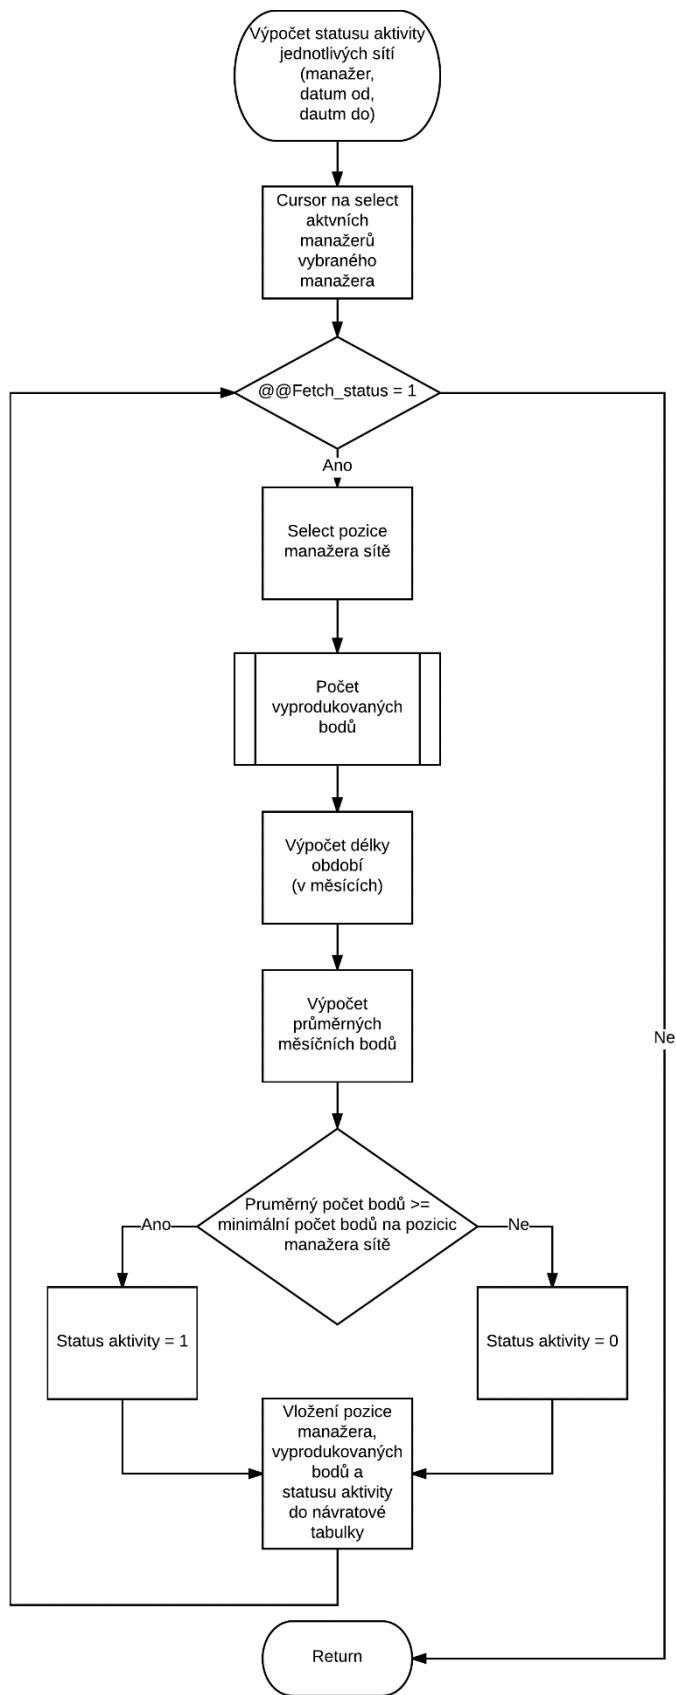 Výpočet statusu aktivity
jednotlivých sítí
(manažer,
datum od,
dautm do)
Cursor na select
aktvních
manažerů
vybraného
manažera
@@Fetch_status = 1
Ano
Select pozice
manažera sítě
Počet
vyprodukovaných
bodů
Výpočet délky
období
(v měsících)
Výpočet
průměrných
měsíčních bodů
Ne
Pruměrný počet bodů >=
minimální počet bodů na pozicic
manažera sítě
Ano
Ne
Status aktivity = 1
Status aktivity = 0
Vložení pozice
manažera,
vyprodukovaných
bodů a
statusu aktivity
do návratové
tabulky
Return